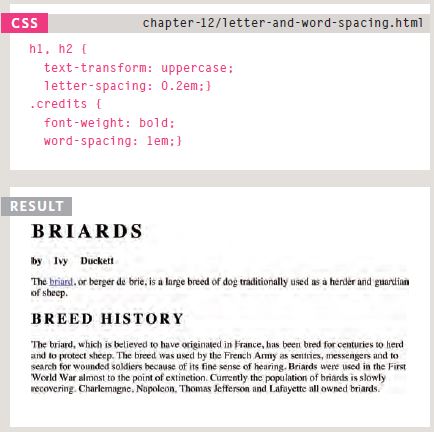 CSS chapter-12/letter-and-word-spacing.html
h1, h2 {
text-transform: uppercase;
letter-spacing: 0.2em;}
.credits {
font-weight: bold;
word-spacing: 1em;}
RESULT
BRIARDS
by Ivy Duckett
The briard, or berger de brie, is a large breed of dog traditionally used as a herder and guardian
of sheep.
BREED HISTORY
The briard, which is believed to have originated in France, has been bred for centuries to herd
and to protect sheep. The breed was used by the French Army as sentries, messengers and to
search for wounded soldiers because of its fine sense of hearing. Briards were used in the First
World War almost to the point of extinction. Currently the population of briards is slowly
recovering. Charlemagne, Napoleon, Thomas Jefferson and Lafayette all owned briards.